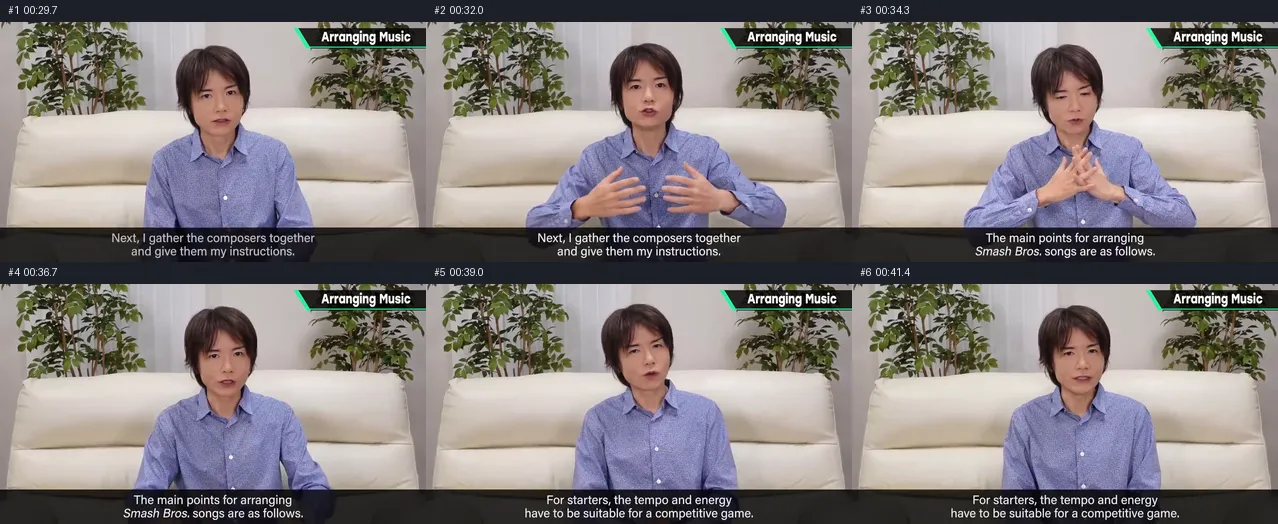 #1 00:29.7
Arranging Music
Next, I gather the composers together
and give them my instructions.
#2 00:32.0
Arranging Music
Next, I gather the composers together
and give them my instructions.
#3 00:34.3
Arranging Music
The main points for arranging
Smash Bros. songs are as follows.
#4 00:36.7
Arranging Music
The main points for arranging
Smash Bros. songs are as follows.
#5 00:39.0
Arranging Music
For starters, the tempo and energy
have to be suitable for a competitive game.
#6 00:41.4
Arranging Music
For starters, the tempo and energy
have to be suitable for a competitive game.